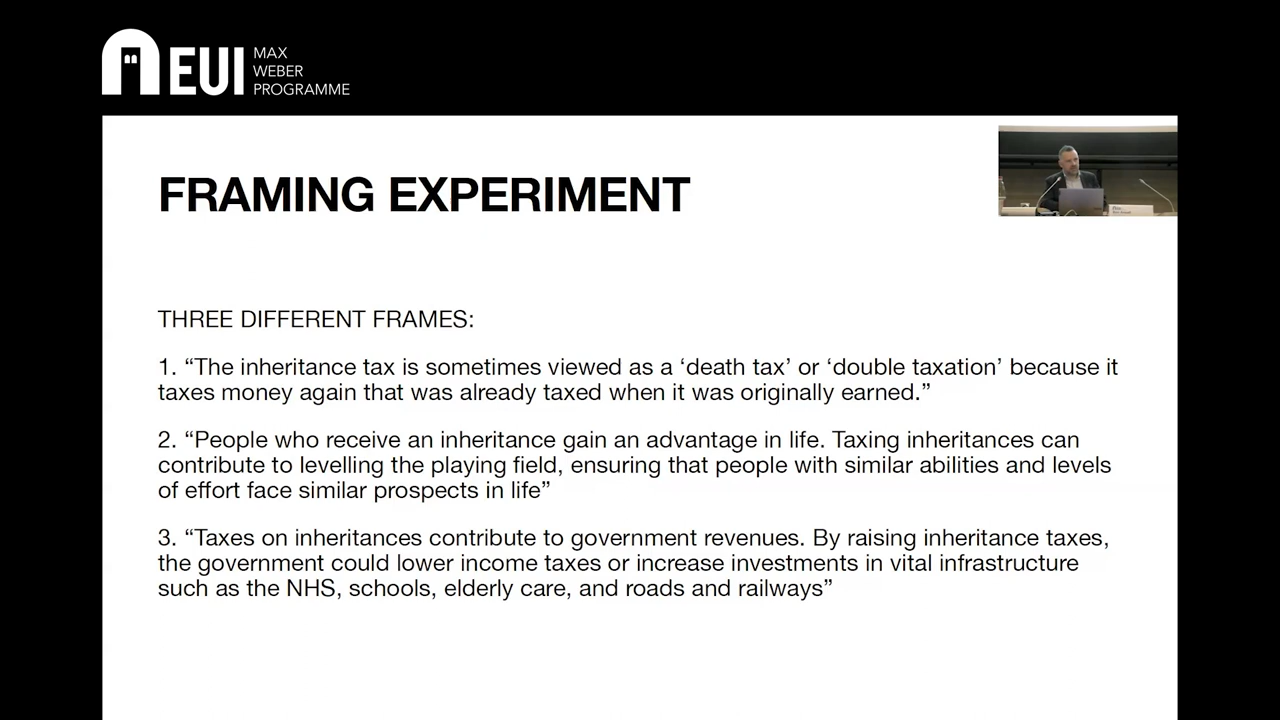 EUI
MAX
WEBER
PROGRAMME
FRAMING EXPERIMENT
THREE DIFFERENT FRAMES:
1. “The inheritance tax is sometimes viewed as a ‘death tax’ or ‘double taxation’ because it
taxes money again that was already taxed when it was originally earned.”
2. “People who receive an inheritance gain an advantage in life. Taxing inheritances can
contribute to levelling the playing field, ensuring that people with similar abilities and levels
of effort face similar prospects in life”
3. “Taxes on inheritances contribute to government revenues. By raising inheritance taxes,
the government could lower income taxes or increase investments in vital infrastructure
such as the NHS, schools, elderly care, and roads and railways”